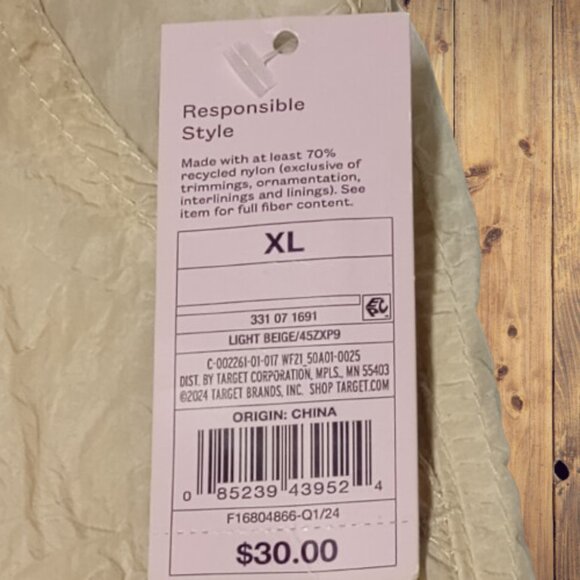 Responsible
Style
Made with at least 70%
recycled nylon (exclusive of
trimmings, ornamentation,
interlinings and linings). See
item for full fiber content.
XL
331 07 1691
LIGHT BEIGE/45ZXP9
C-002261-01-017 WF21_50A01-0025
DIST. BY TARGET CORPORATION, MPLS., MN 55403
©2024 TARGET BRANDS, INC. SHOP TARGET.COM
ORIGIN: CHINA
0 85239 43952 4
F16804866-Q1/24
$30.00